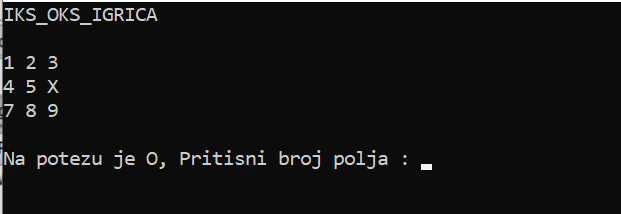 IKS_OKS_IGRICA
1 2 3
4 5 X
7 8 9
Na potezu je O, Pritisni broj polja :